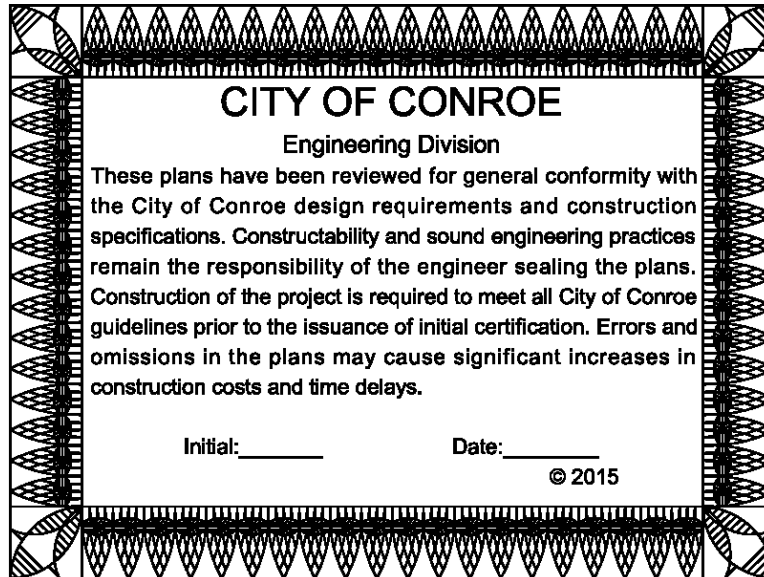 CITY OF CONROE
Engineering Division
These plans have been reviewed for general conformity with
the City of Conroe design requirements and construction
specifications. Constructability and sound engineering practices
remain the responsibility of the engineer sealing the plans.
Construction of the project is required to meet all City of Conroe
guidelines prior to the issuance of initial certification. Errors and
omissions in the plans may cause significant increases in
construction costs and time delays.
Initial:_______ Date:________
© 2015